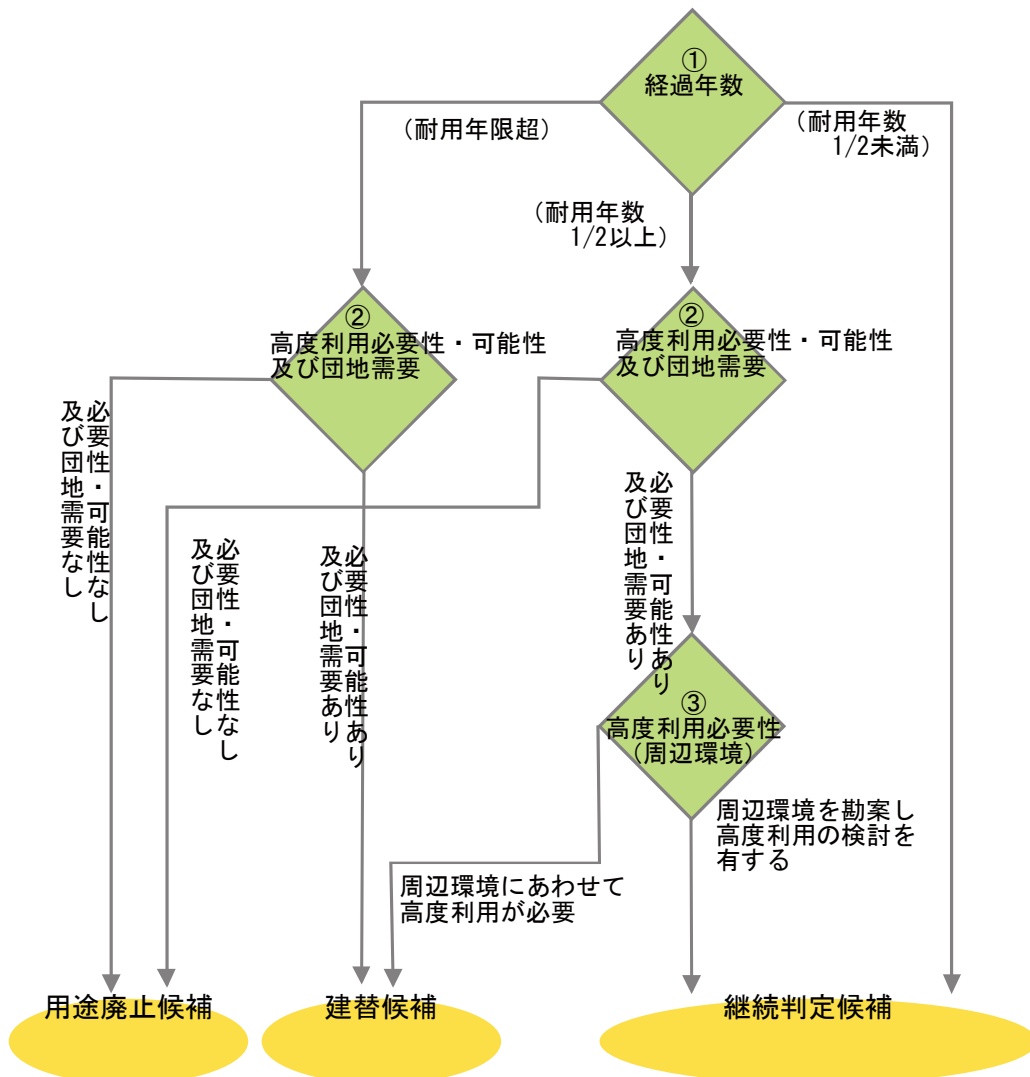 ①
経過年数
（耐用年限超）
（耐用年数
1/2未満）
（耐用年数
1/2以上）
②
高度利用必要性・可能性
及び団地需要
②
高度利用必要性・可能性
及び団地需要
必要性・可能性なし
及び団地需要なし
必要性・可能性なし
及び団地需要なし
必要性・可能性あり
及び団地需要あり
必要性・可能性あり
及び団地需要あり
③
高度利用必要性
（周辺環境）
周辺環境を勘案し
高度利用の検討を
有する
周辺環境にあわせて
高度利用が必要
用途廃止候補
建替候補
継続判定候補